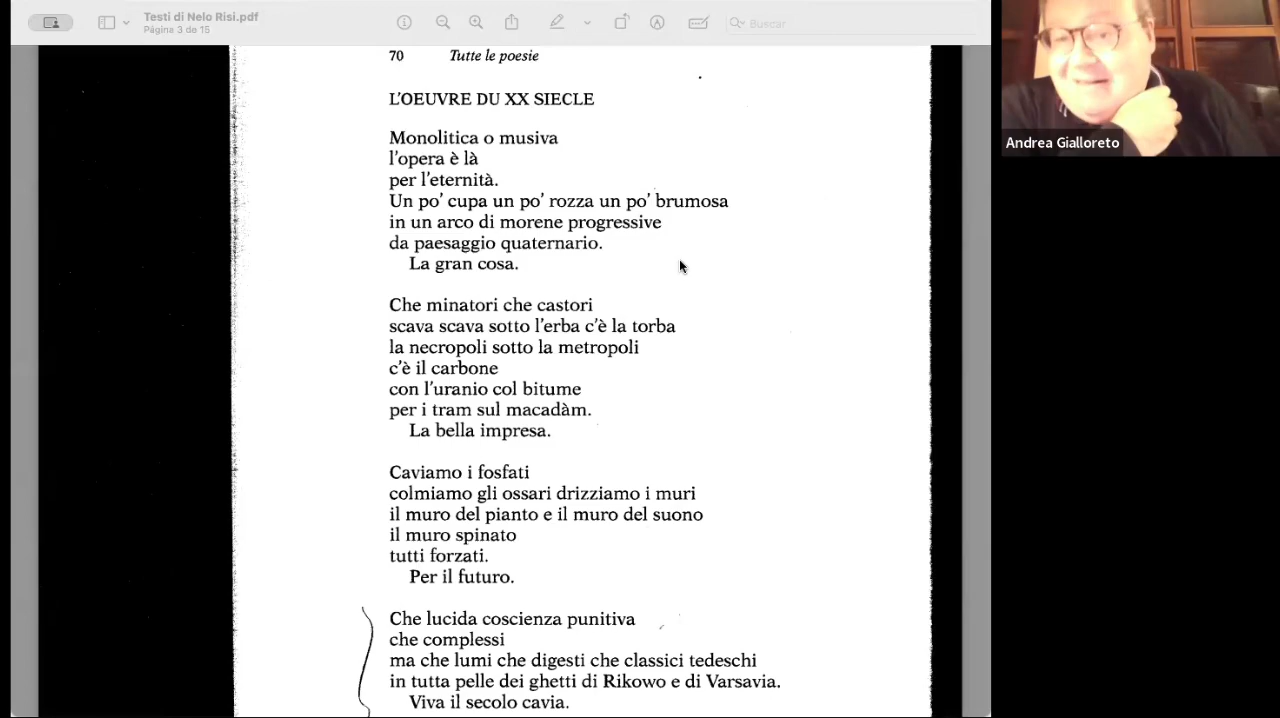 Testi di Nelo Risi.pdf
Página 3 de 15
Buscar
70 Tutte le poesie
L'OEUVRE DU XX SIECLE
Monolitica o musiva
l'opera è là
per l'eternità.
Un po' cupa un po' rozza un po' brumosa
in un arco di morene progressive
da paesaggio quaternario.
La gran cosa.
Che minatori che castori
scava scava sotto l'erba c'è la torba
la necropoli sotto la metropoli
c'è il carbone
con l'uranio col bitume
per i tram sul macadàm.
La bella impresa.
Caviamo i fosfati
colmiamo gli ossari drizziamo i muri
il muro del pianto e il muro del suono
il muro spinato
tutti forzati.
Per il futuro.
Che lucida coscienza punitiva
che complessi
ma che lumi che digesti che classici tedeschi
in tutta pelle dei ghetti di Rikowo e di Varsavia.
Viva il secolo cavia.
Andrea Gialloreto